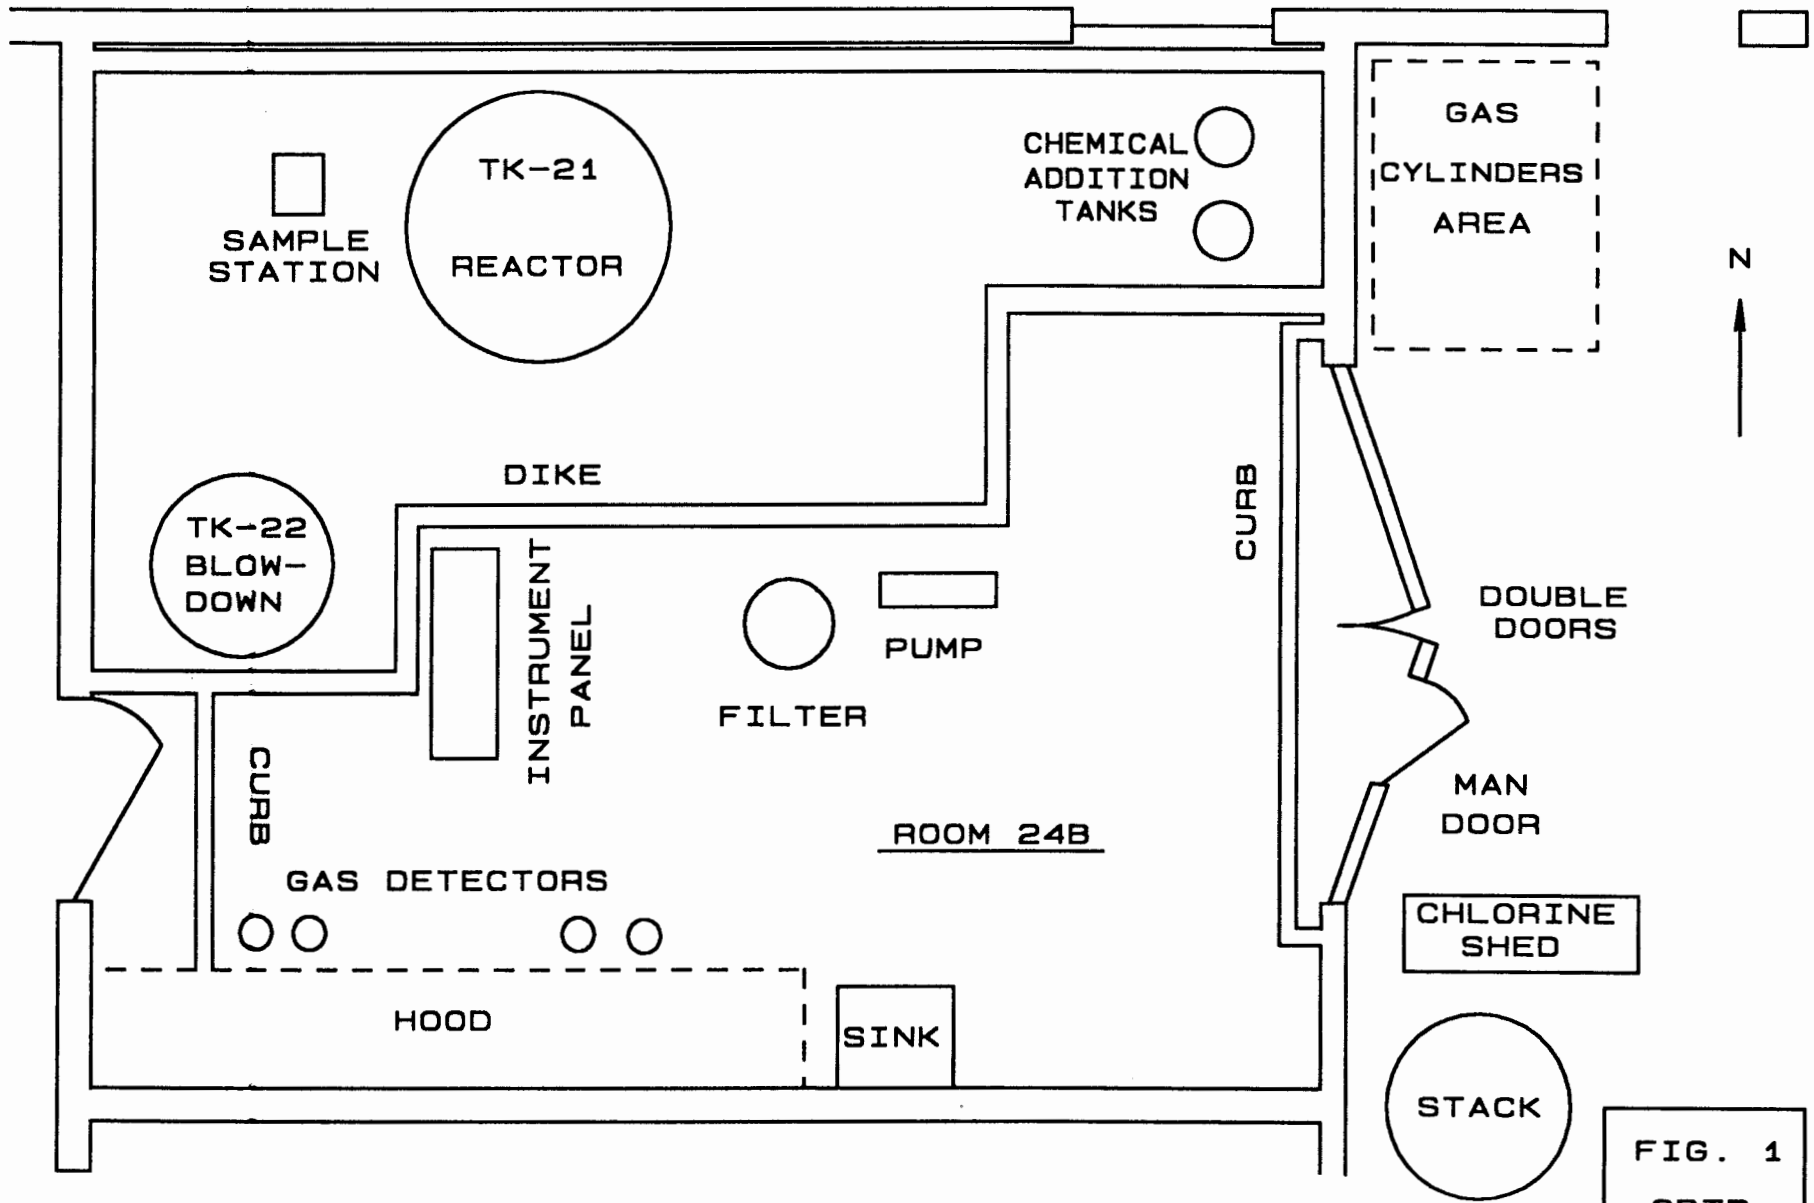 GAS
CYLINDERS
AREA
CHEMICAL
ADDITION
TANKS
TK-21
REACTOR
SAMPLE
STATION
N
DIKE
TK-22
BLOW-
DOWN
INSTRUMENT
PANEL
CURB
PUMP
FILTER
DOUBLE
DOORS
CURB
MAN
DOOR
ROOM 24B
GAS DETECTORS
CHLORINE
SHED
HOOD
SINK
STACK
FIG. 1